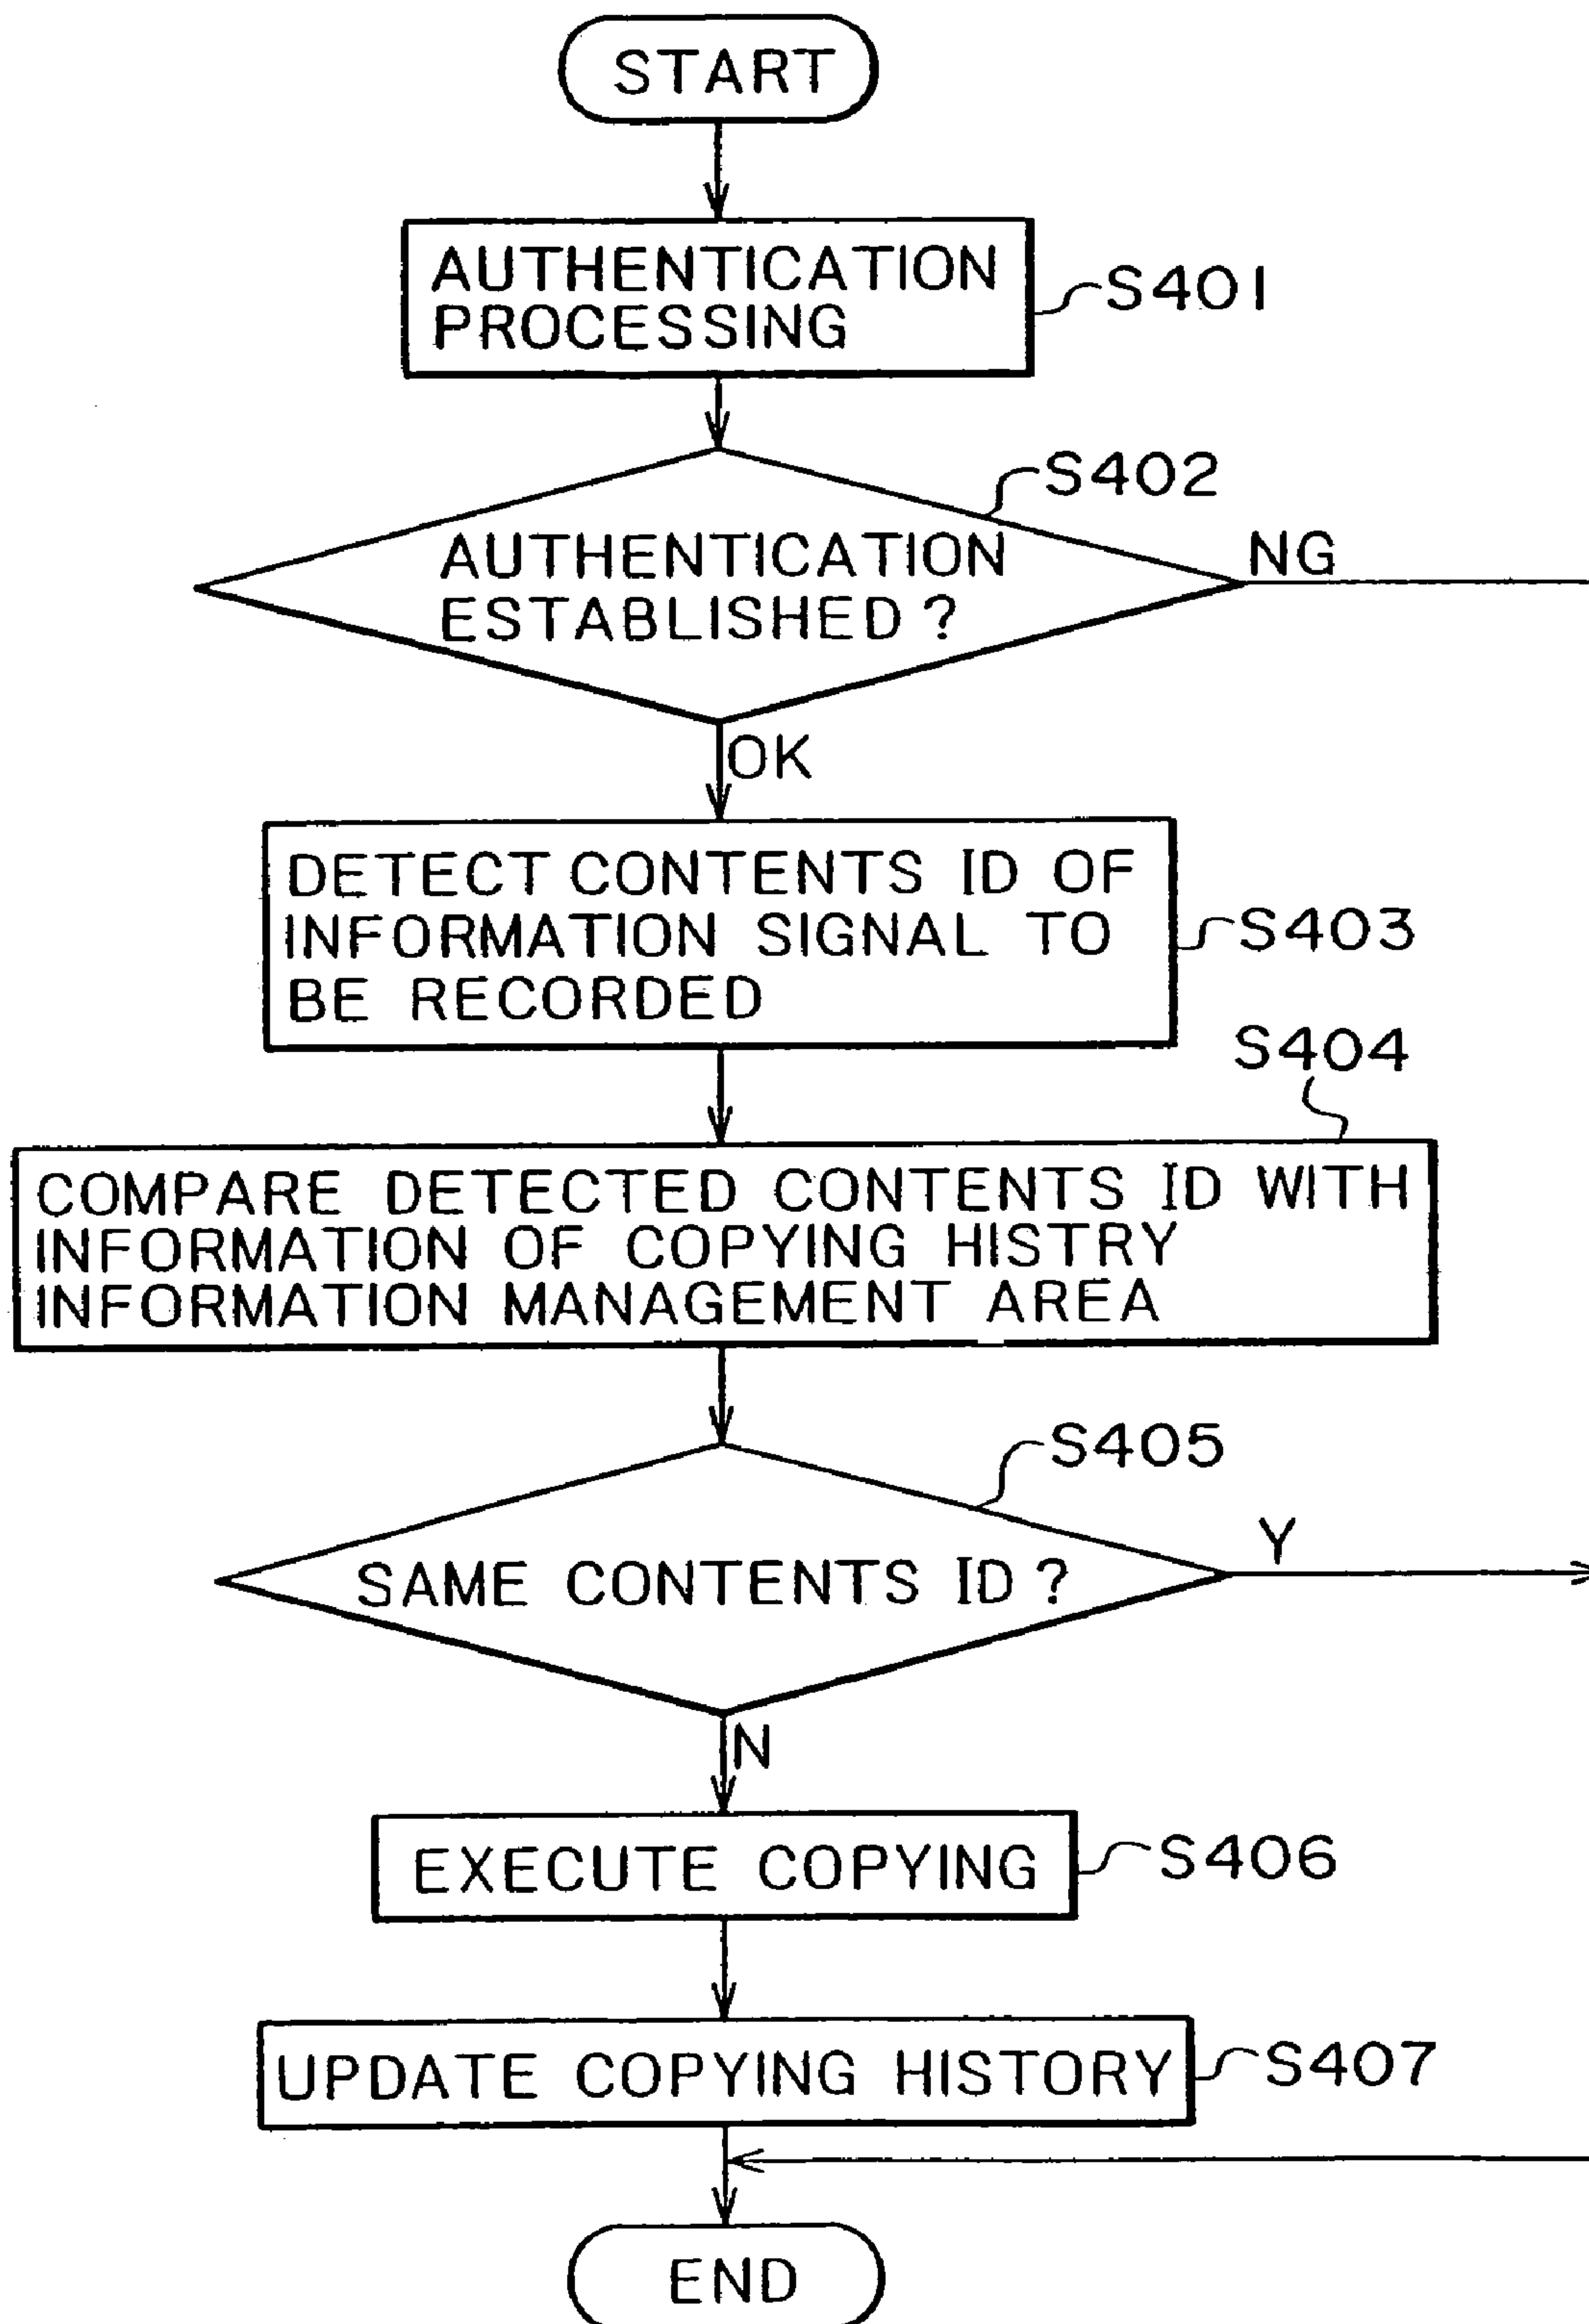 START
AUTHENTICATION
PROCESSING
S401
S402
AUTHENTICATION
ESTABLISHED?
NG
OK
DETECT CONTENTS ID OF
INFORMATION SIGNAL TO
BE RECORDED
S403
S404
COMPARE DETECTED CONTENTS ID WITH
INFORMATION OF COPYING HISTRY
INFORMATION MANAGEMENT AREA
S405
SAME CONTENTS ID?
Y
N
EXECUTE COPYING
S406
UPDATE COPYING HISTORY
S407
END